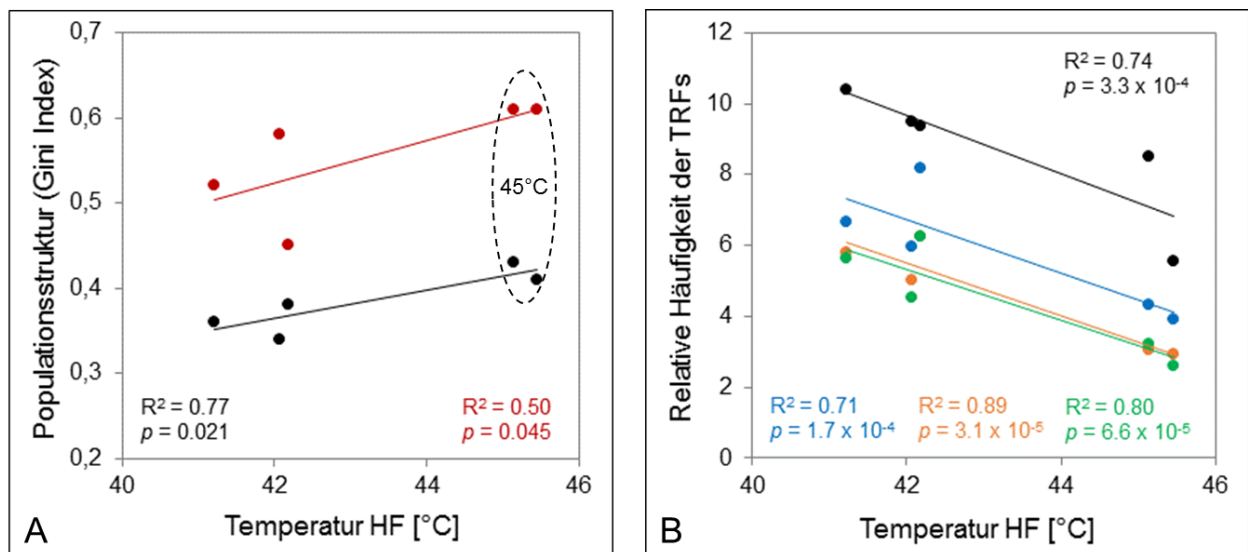 Populationsstruktur (Gini Index)
0,7
0,6
0,5
0,4
0,3
0,2
45°C
R² = 0.77
p = 0.021
R² = 0.50
p = 0.045
40
42
44
46
Temperatur HF [°C]
A
Relative Häufigkeit der TRFs
12
10
8
6
4
2
0
R² = 0.74
p = 3.3 x 10⁻⁴
R² = 0.71
p = 1.7 x 10⁻⁴
R² = 0.89
p = 3.1 x 10⁻⁵
R² = 0.80
p = 6.6 x 10⁻⁵
40
42
44
46
Temperatur HF [°C]
B